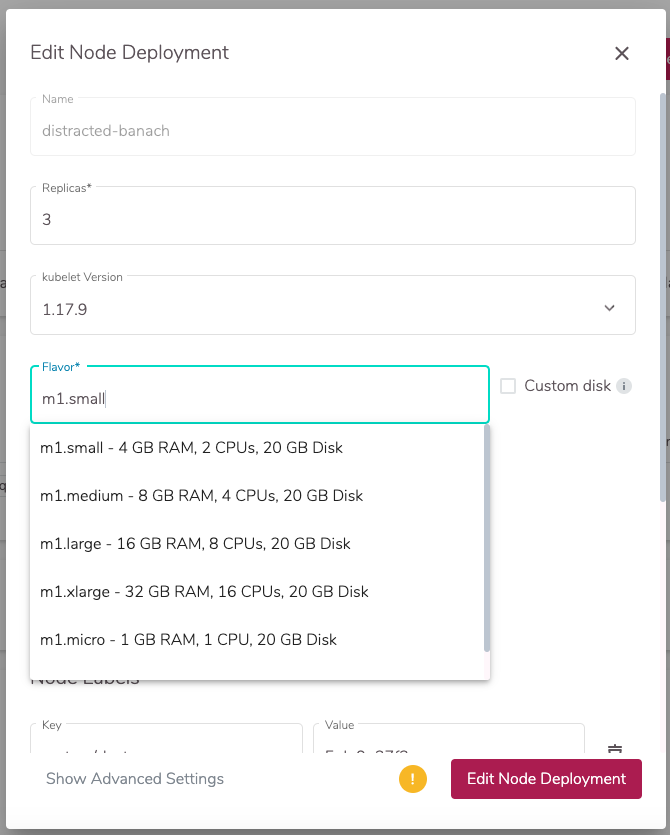 Edit Node Deployment
Name
distracted-banach
Replicas*
3
kubelet Version
1.17.9
Flavor*
m1.small
Custom disk
m1.small - 4 GB RAM, 2 CPUs, 20 GB Disk
m1.medium - 8 GB RAM, 4 CPUs, 20 GB Disk
m1.large - 16 GB RAM, 8 CPUs, 20 GB Disk
m1.xlarge - 32 GB RAM, 16 CPUs, 20 GB Disk
m1.micro - 1 GB RAM, 1 CPU, 20 GB Disk
Node Labels
Key
Value
Show Advanced Settings
Edit Node Deployment